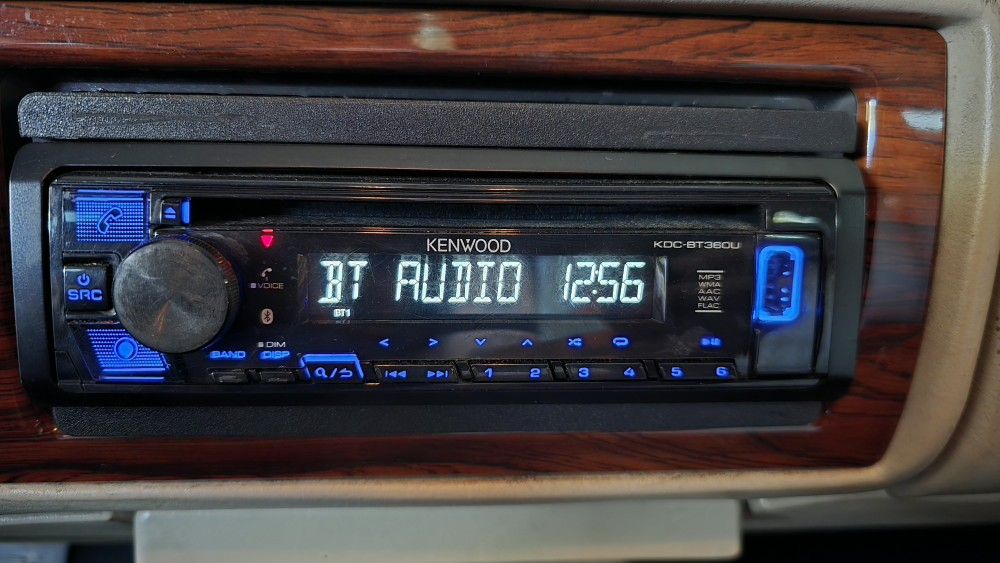 KENWOOD
KDC-BT360U
SRC
VOICE
BT AUDIO 12:56
BT1
MP3
WMA
AAC
WAV
FLAC
DIM
BAND DISP
1 2 3 4 5 6